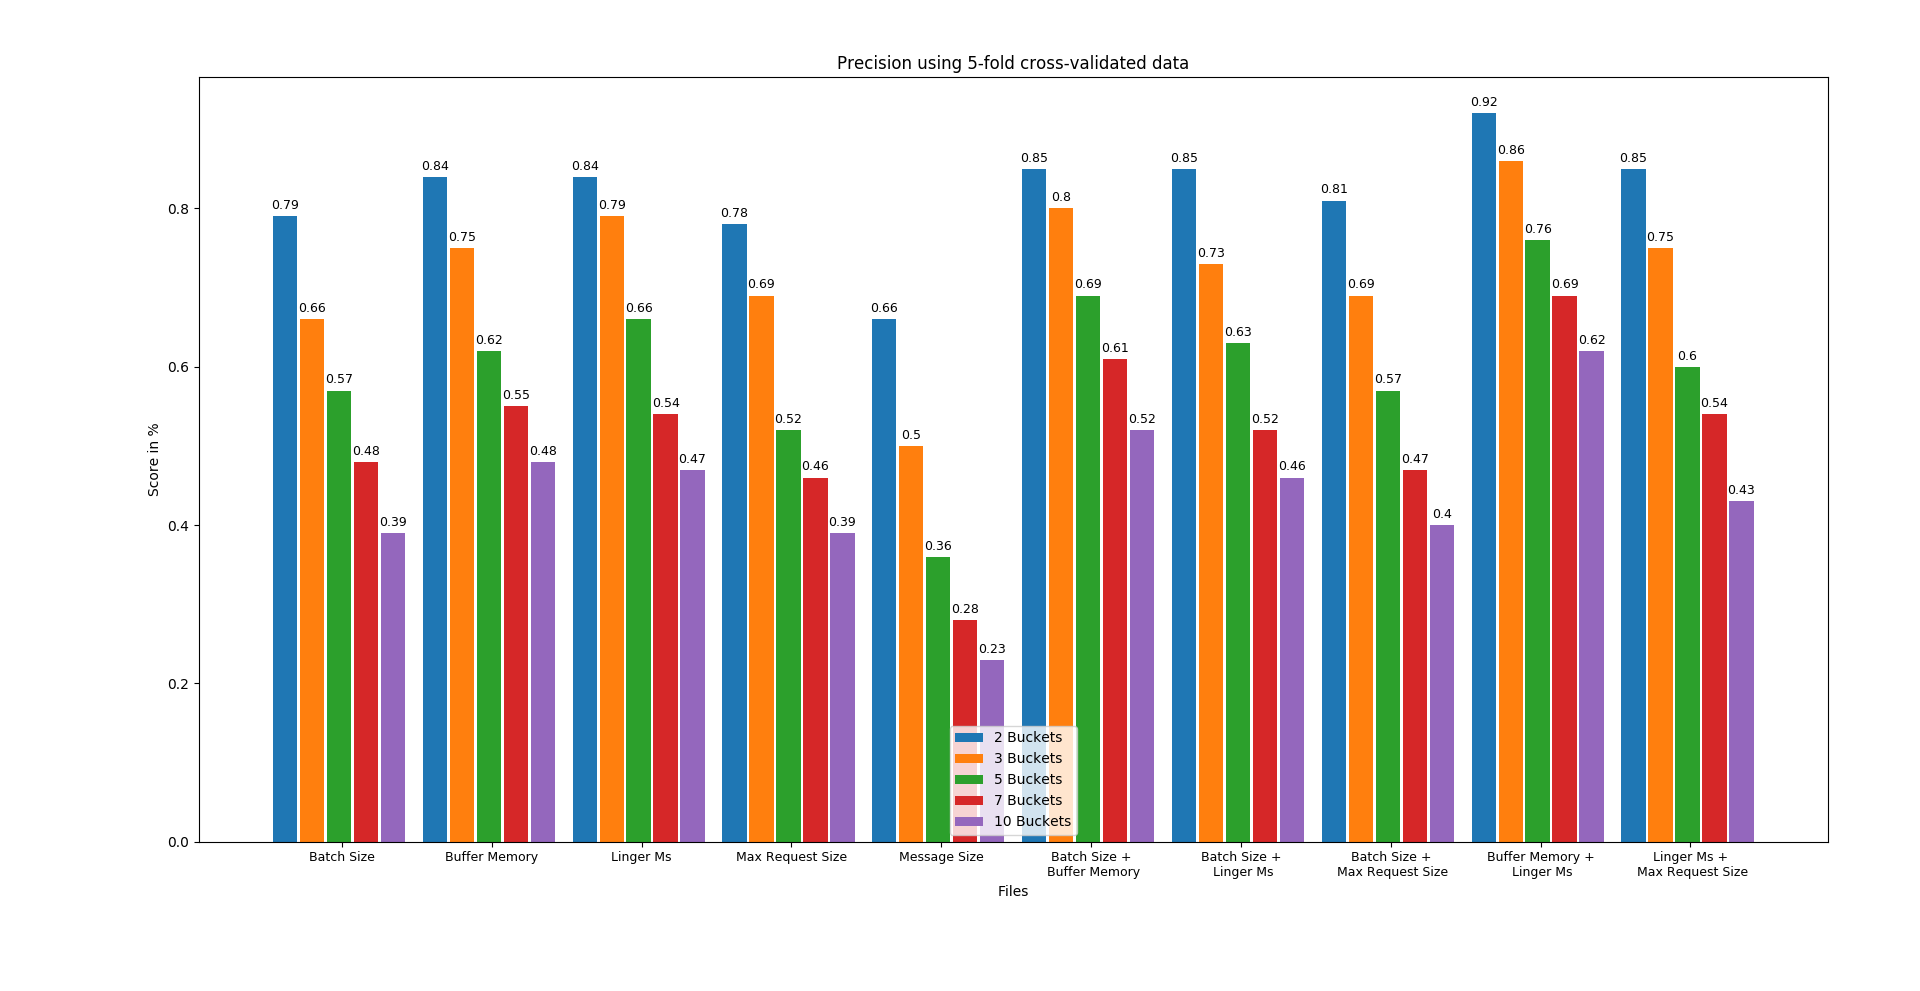 Precision using 5-fold cross-validated data
Score in %
0.8
0.6
0.4
0.2
0.0
0.79
0.66
0.57
0.48
0.39
0.84
0.75
0.62
0.55
0.48
0.84
0.79
0.66
0.54
0.47
0.78
0.69
0.52
0.46
0.39
0.66
0.5
0.36
0.28
0.23
0.85
0.8
0.69
0.61
0.52
0.85
0.73
0.63
0.52
0.46
0.81
0.69
0.57
0.47
0.4
0.92
0.86
0.76
0.69
0.62
0.85
0.75
0.6
0.54
0.43
2 Buckets
3 Buckets
5 Buckets
7 Buckets
10 Buckets
Batch Size
Buffer Memory
Linger Ms
Max Request Size
Message Size
Batch Size +
Buffer Memory
Batch Size +
Linger Ms
Batch Size +
Max Request Size
Buffer Memory +
Linger Ms
Linger Ms +
Max Request Size
Files